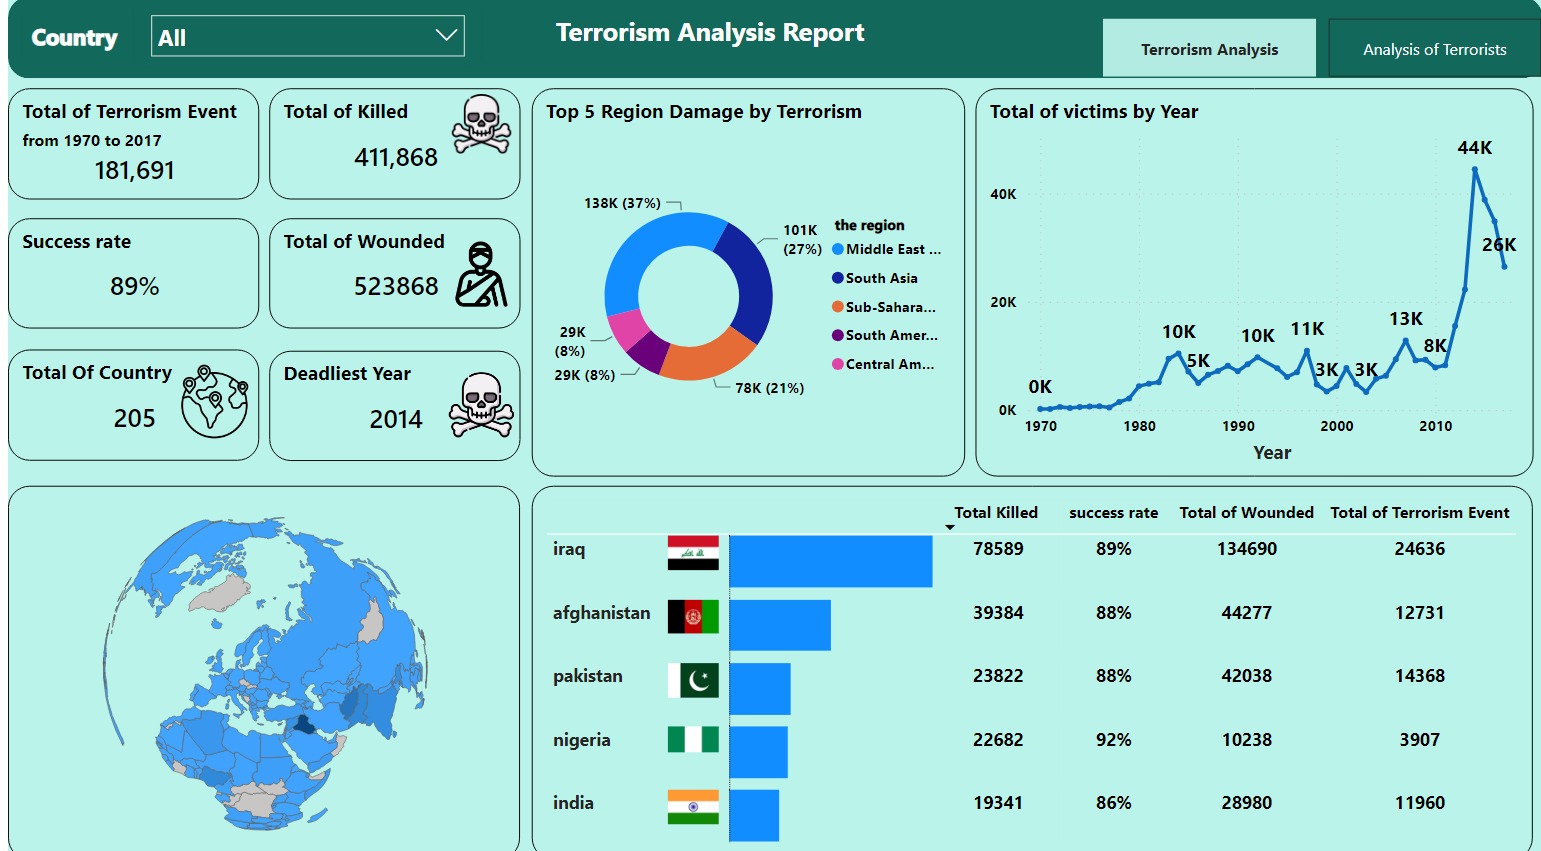 Country
All
Terrorism Analysis Report
Terrorism Analysis
Analysis of Terrorists
Total of Terrorism Event
from 1970 to 2017
181,691
Total of Killed
411,868
Success rate
89%
Total of Wounded
523868
Total Of Country
205
Deadliest Year
2014
Top 5 Region Damage by Terrorism
138K (37%)
101K
(27%)
78K (21%)
29K (8%)
29K
(8%)
the region
Middle East ...
South Asia
Sub-Sahara...
South Amer...
Central Am...
Total of victims by Year
40K
20K
0K
0K
10K
5K
10K
11K
3K
3K
13K
8K
44K
26K
1970 1980 1990 2000 2010
Year
Total Killed success rate Total of Wounded Total of Terrorism Event
iraq 78589 89% 134690 24636
afghanistan 39384 88% 44277 12731
pakistan 23822 88% 42038 14368
nigeria 22682 92% 10238 3907
india 19341 86% 28980 11960